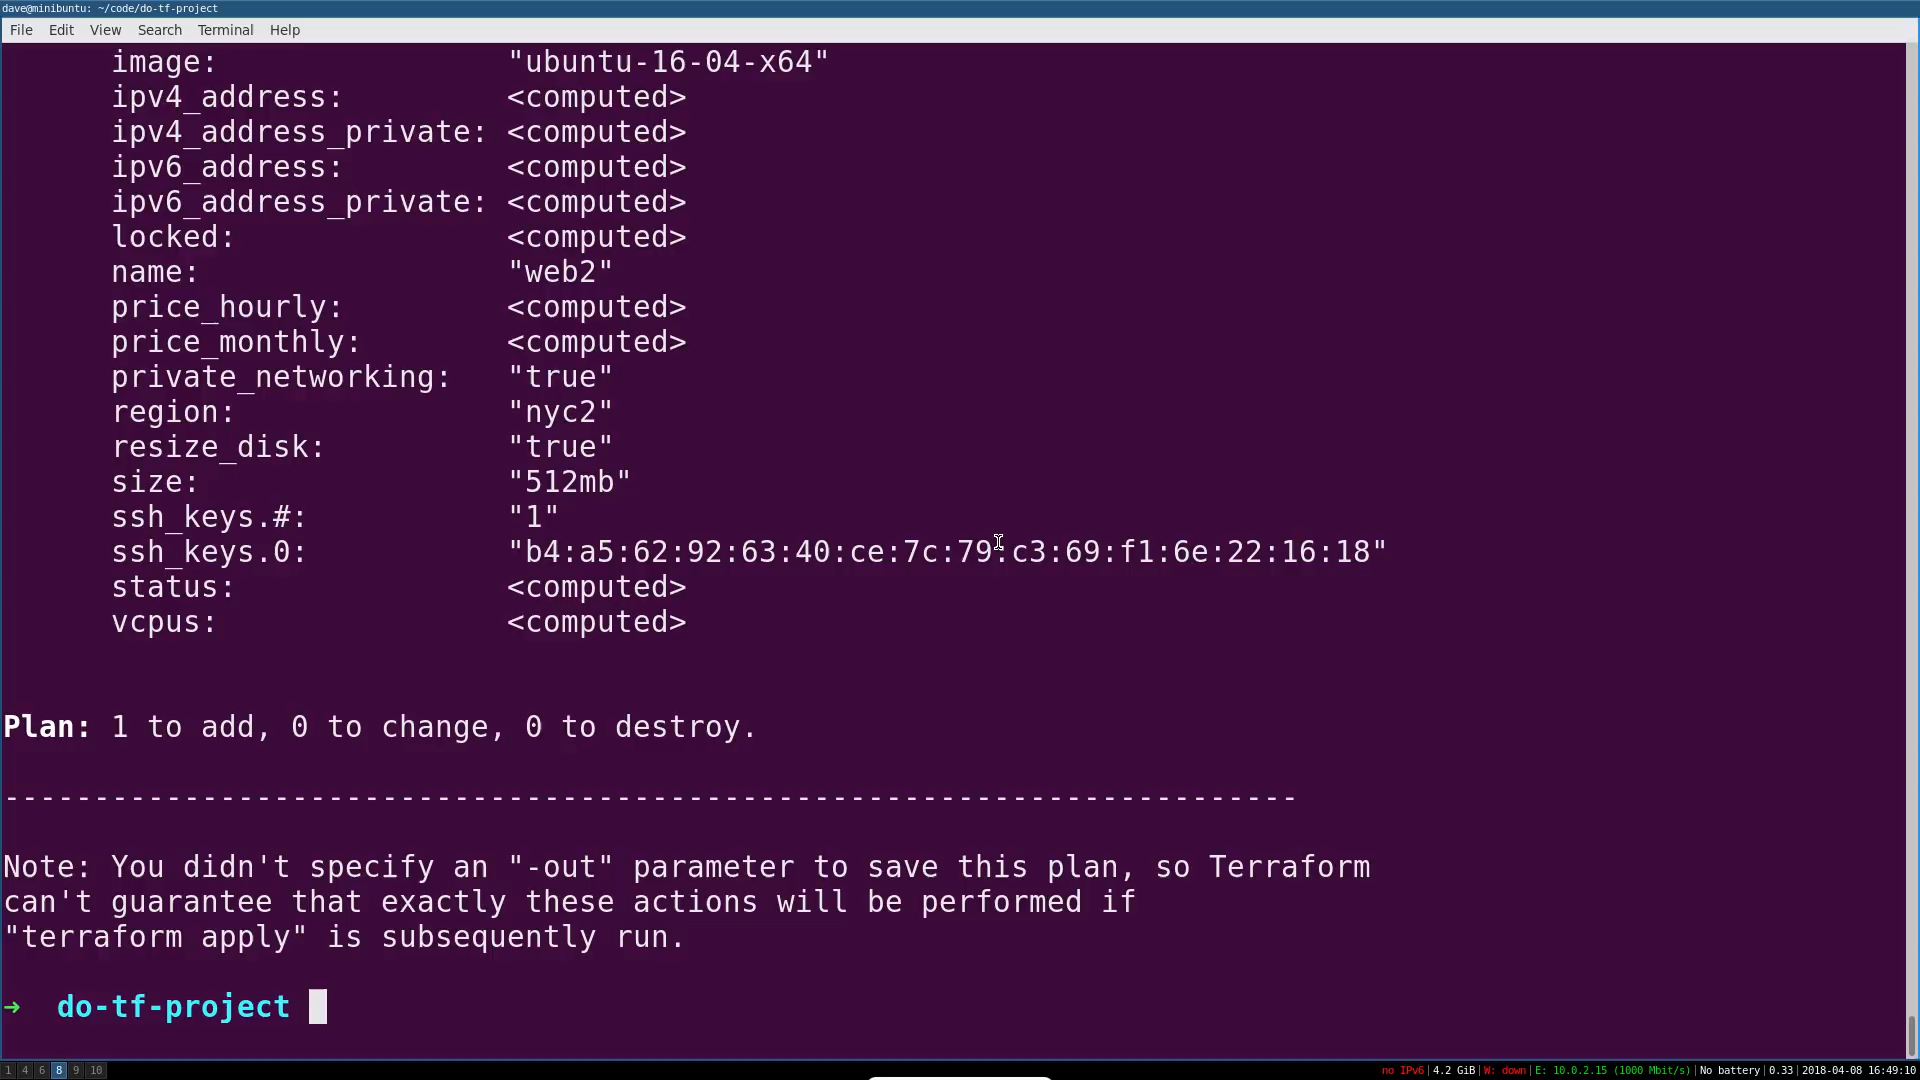 dave@minibuntu: ~/code/do-tf-project
File Edit View Search Terminal Help
image: "ubuntu-16-04-x64"
ipv4_address: <computed>
ipv4_address_private: <computed>
ipv6_address: <computed>
ipv6_address_private: <computed>
locked: <computed>
name: "web2"
price_hourly: <computed>
price_monthly: <computed>
private_networking: "true"
region: "nyc2"
resize_disk: "true"
size: "512mb"
ssh_keys.#: "1"
ssh_keys.0: "b4:a5:62:92:63:40:ce:7c:79:c3:69:f1:6e:22:16:18"
status: <computed>
vcpus: <computed>
Plan: 1 to add, 0 to change, 0 to destroy.
------------------------------------------------------------------------
Note: You didn't specify an "-out" parameter to save this plan, so Terraform
can't guarantee that exactly these actions will be performed if
"terraform apply" is subsequently run.
➜ do-tf-project
1 4 6 8 9 10 no IPv6|4.2 GiB|W: down|E: 10.0.2.15 (1000 Mbit/s)|No battery|0.33|2018-04-08 16:49:10